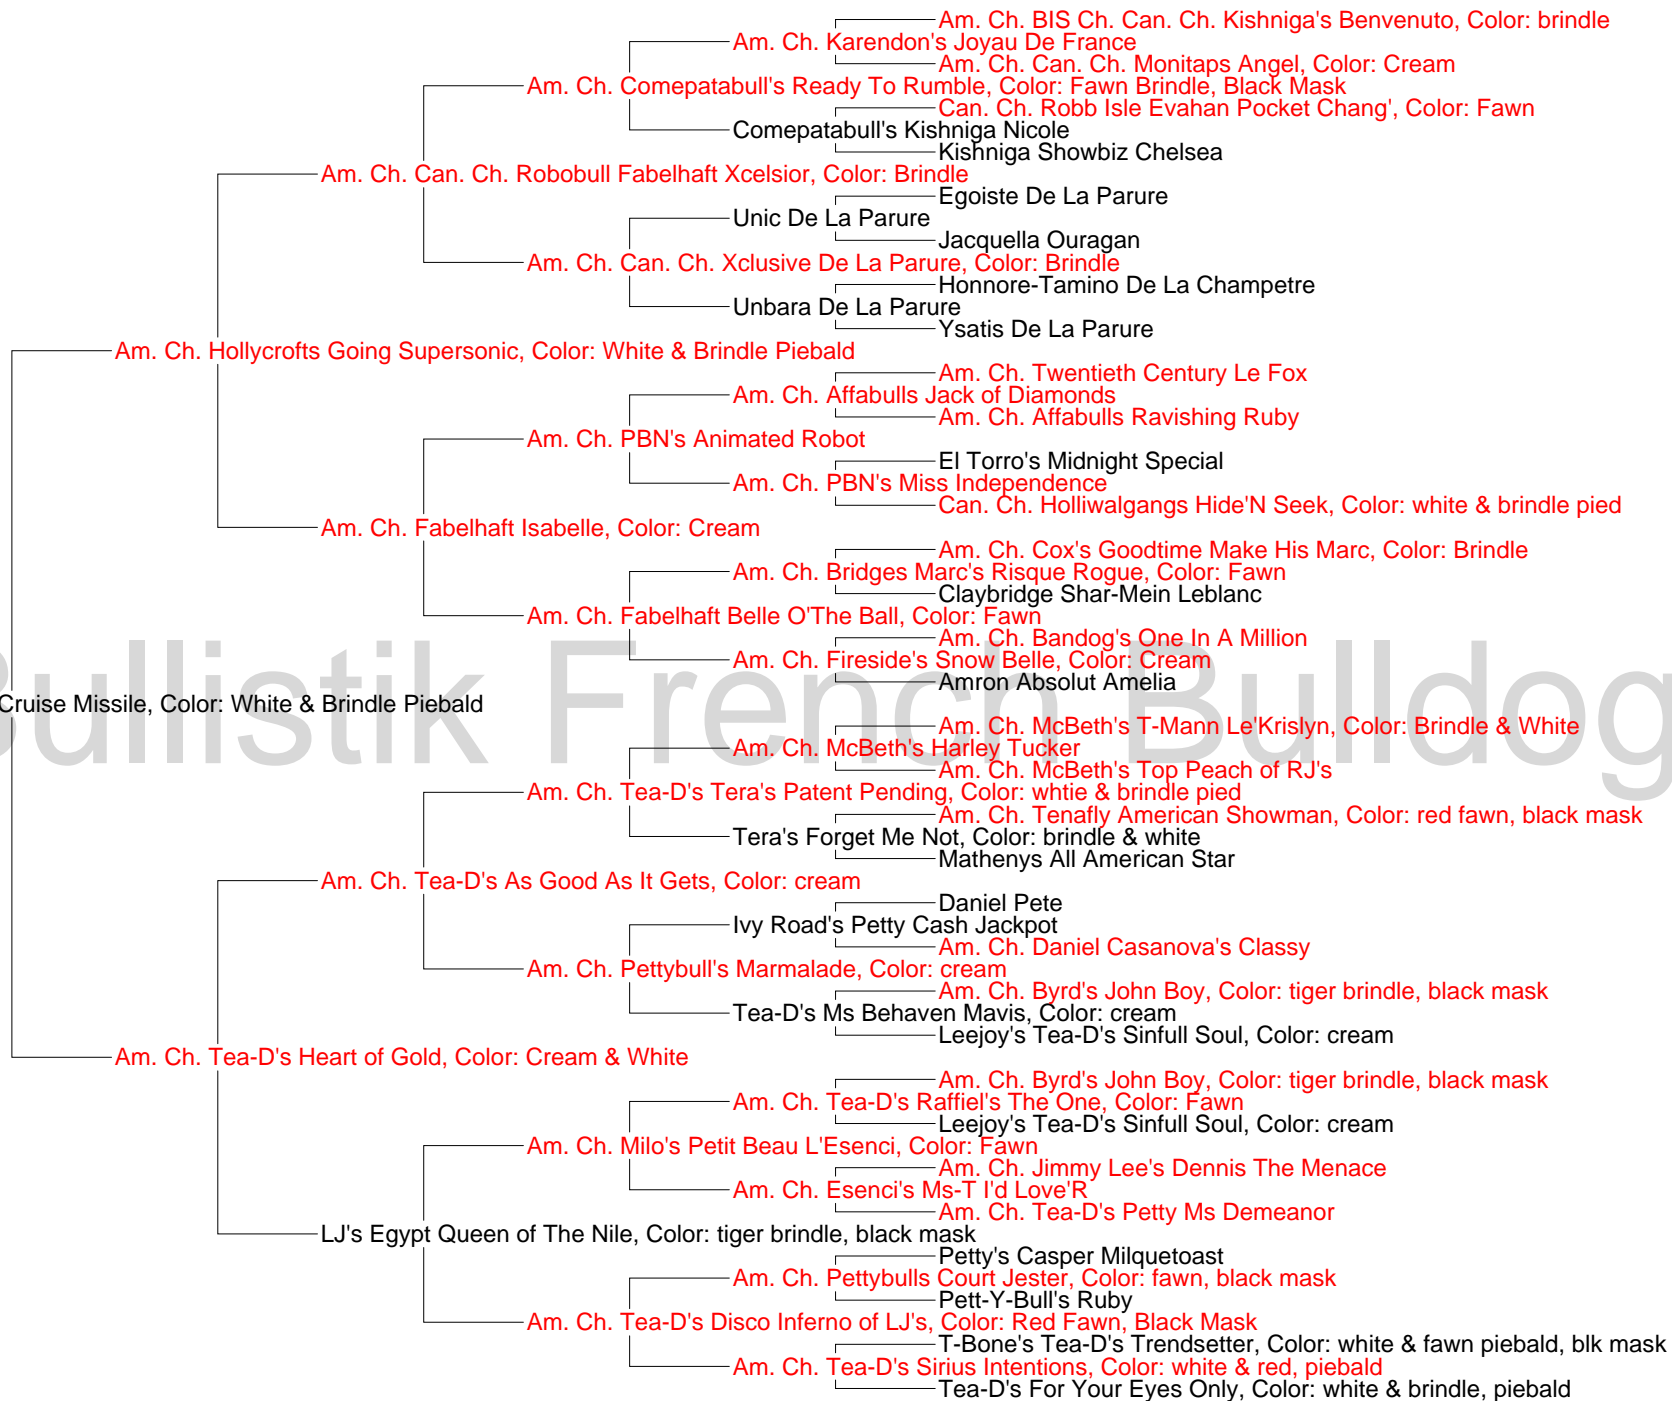 Am. Ch. BIS Ch. Can. Ch. Kishniga's Benvenuto, Color: brindle
Am. Ch. Karendon's Joyau De France
Am. Ch. Can. Ch. Monitaps Angel, Color: Cream
Am. Ch. Comepatabull's Ready To Rumble, Color: Fawn Brindle, Black Mask
Can. Ch. Robb Isle Evahan Pocket Chang', Color: Fawn
Comepatabull's Kishniga Nicole
Kishniga Showbiz Chelsea
Am. Ch. Can. Ch. Robobull Fabelhaft Xcelsior, Color: Brindle
Egoiste De La Parure
Unic De La Parure
Jacquella Ouragan
Am. Ch. Can. Ch. Xclusive De La Parure, Color: Brindle
Honnore-Tamino De La Champetre
Unbara De La Parure
Ysatis De La Parure
Am. Ch. Hollycrofts Going Supersonic, Color: White & Brindle Piebald
Am. Ch. Twentieth Century Le Fox
Am. Ch. Affabulls Jack of Diamonds
Am. Ch. Affabulls Ravishing Ruby
Am. Ch. PBN's Animated Robot
El Torro's Midnight Special
Am. Ch. PBN's Miss Independence
Can. Ch. Holliwalgangs Hide'N Seek, Color: white & brindle pied
Am. Ch. Fabelhaft Isabelle, Color: Cream
Am. Ch. Cox's Goodtime Make His Marc, Color: Brindle
Am. Ch. Bridges Marc's Risque Rogue, Color: Fawn
Claybridge Shar-Mein Leblanc
Am. Ch. Fabelhaft Belle O'The Ball, Color: Fawn
Am. Ch. Bandog's One In A Million
Am. Ch. Fireside's Snow Belle, Color: Cream
Amron Absolut Amelia
Cruise Missile, Color: White & Brindle Piebald
Bullistik French Bulldog
Am. Ch. McBeth's T-Mann Le'Krislyn, Color: Brindle & White
Am. Ch. McBeth's Harley Tucker
Am. Ch. McBeth's Top Peach of RJ's
Am. Ch. Tea-D's Tera's Patent Pending, Color: whtie & brindle pied
Am. Ch. Tenafly American Showman, Color: red fawn, black mask
Tera's Forget Me Not, Color: brindle & white
Mathenys All American Star
Am. Ch. Tea-D's As Good As It Gets, Color: cream
Daniel Pete
Ivy Road's Petty Cash Jackpot
Am. Ch. Daniel Casanova's Classy
Am. Ch. Pettybull's Marmalade, Color: cream
Am. Ch. Byrd's John Boy, Color: tiger brindle, black mask
Tea-D's Ms Behaven Mavis, Color: cream
Leejoy's Tea-D's Sinfull Soul, Color: cream
Am. Ch. Tea-D's Heart of Gold, Color: Cream & White
Am. Ch. Byrd's John Boy, Color: tiger brindle, black mask
Am. Ch. Tea-D's Raffiel's The One, Color: Fawn
Leejoy's Tea-D's Sinfull Soul, Color: cream
Am. Ch. Milo's Petit Beau L'Esenci, Color: Fawn
Am. Ch. Jimmy Lee's Dennis The Menace
Am. Ch. Esenci's Ms-T I'd Love'R
Am. Ch. Tea-D's Petty Ms Demeanor
LJ's Egypt Queen of The Nile, Color: tiger brindle, black mask
Petty's Casper Milquetoast
Am. Ch. Pettybulls Court Jester, Color: fawn, black mask
Pett-Y-Bull's Ruby
Am. Ch. Tea-D's Disco Inferno of LJ's, Color: Red Fawn, Black Mask
T-Bone's Tea-D's Trendsetter, Color: white & fawn piebald, blk mask
Am. Ch. Tea-D's Sirius Intentions, Color: white & red, piebald
Tea-D's For Your Eyes Only, Color: white & brindle, piebald